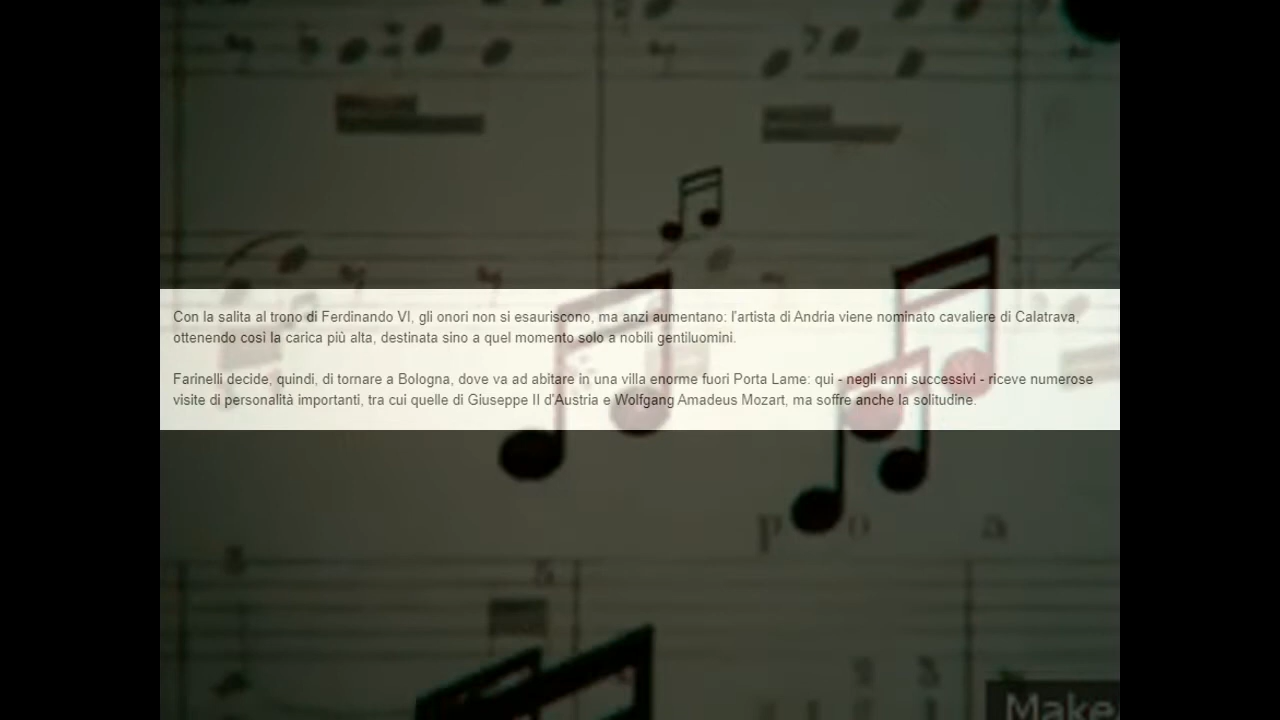 Con la salita al trono di Ferdinando VI, gli onori non si esauriscono, ma anzi aumentano: l'artista di Andria viene nominato cavaliere di Calatrava,
ottenendo così la carica più alta, destinata sino a quel momento solo a nobili gentiluomini.
Farinelli decide, quindi, di tornare a Bologna, dove va ad abitare in una villa enorme fuori Porta Lame: qui - negli anni successivi - riceve numerose
visite di personalità importanti, tra cui quelle di Giuseppe II d'Austria e Wolfgang Amadeus Mozart, ma soffre anche la solitudine.
p o a
5
Make